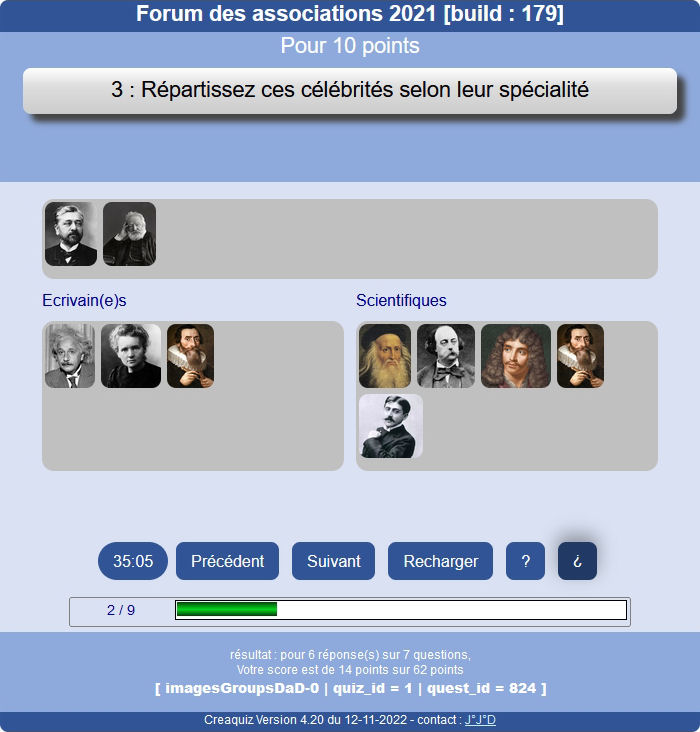 Forum des associations 2021 [build : 179]
Pour 10 points
3 : Répartissez ces célébrités selon leur spécialité
Ecrivain(e)s
Scientifiques
35:05
Précédent
Suivant
Recharger
?
¿
2 / 9
résultat : pour 6 réponse(s) sur 7 questions,
Votre score est de 14 points sur 62 points
[ imagesGroupsDaD-0 | quiz_id = 1 | quest_id = 824 ]
Creaquiz Version 4.20 du 12-11-2022 - contact : J°J°D